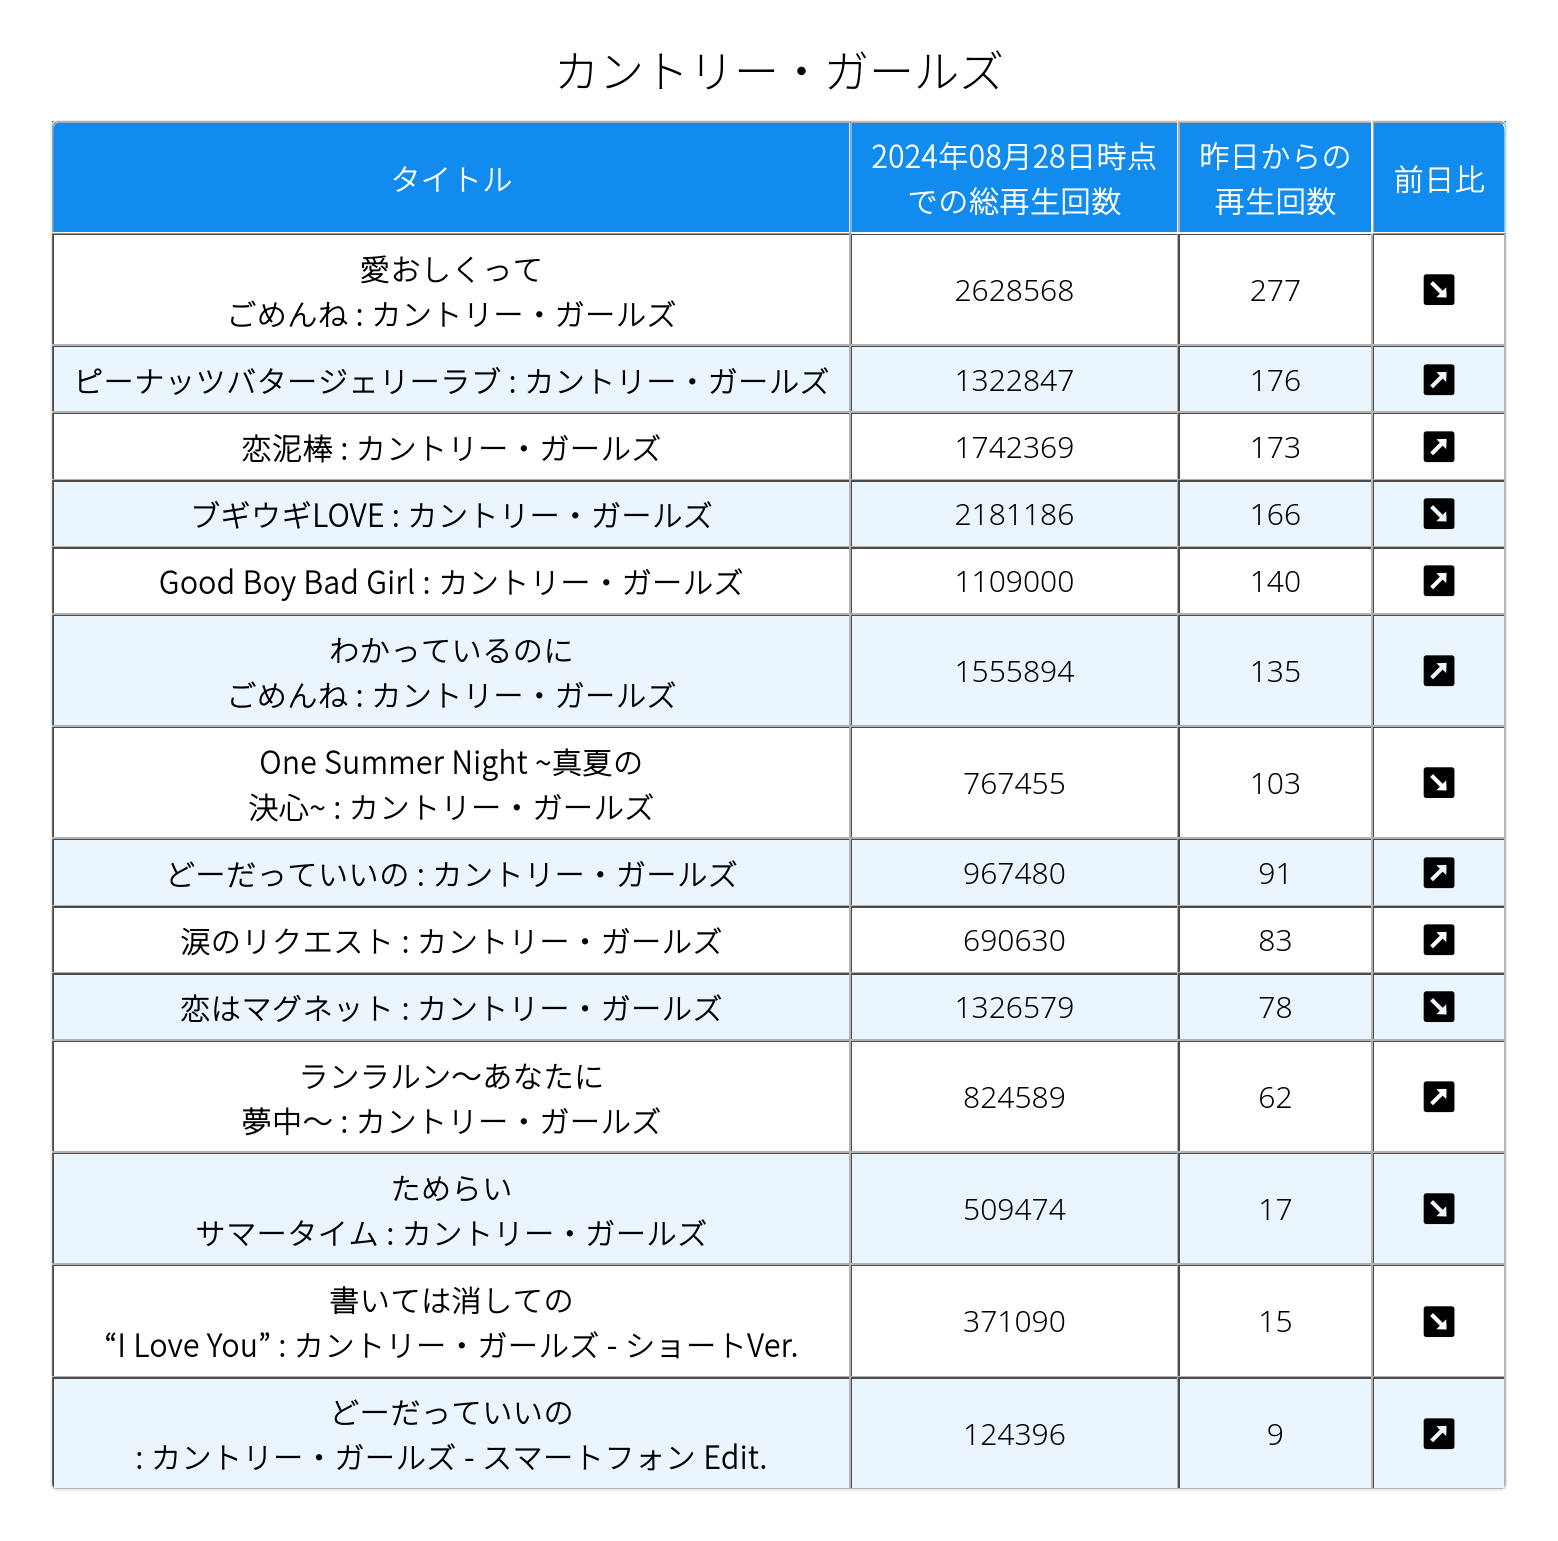 カントリー・ガールズ
タイトル
2024年08月28日時点
での総再生回数
昨日からの
再生回数
前日比
愛おしくって
ごめんね : カントリー・ガールズ
2628568
277
ピーナッツバタージェリーラブ : カントリー・ガールズ
1322847
176
恋泥棒 : カントリー・ガールズ
1742369
173
ブギウギLOVE : カントリー・ガールズ
2181186
166
Good Boy Bad Girl : カントリー・ガールズ
1109000
140
わかっているのに
ごめんね : カントリー・ガールズ
1555894
135
One Summer Night ~真夏の
決心~ : カントリー・ガールズ
767455
103
どーだっていいの : カントリー・ガールズ
967480
91
涙のリクエスト : カントリー・ガールズ
690630
83
恋はマグネット : カントリー・ガールズ
1326579
78
ランラルン〜あなたに
夢中〜 : カントリー・ガールズ
824589
62
ためらい
サマータイム : カントリー・ガールズ
509474
17
書いては消しての
“I Love You” : カントリー・ガールズ - ショートVer.
371090
15
どーだっていいの
: カントリー・ガールズ - スマートフォン Edit.
124396
9